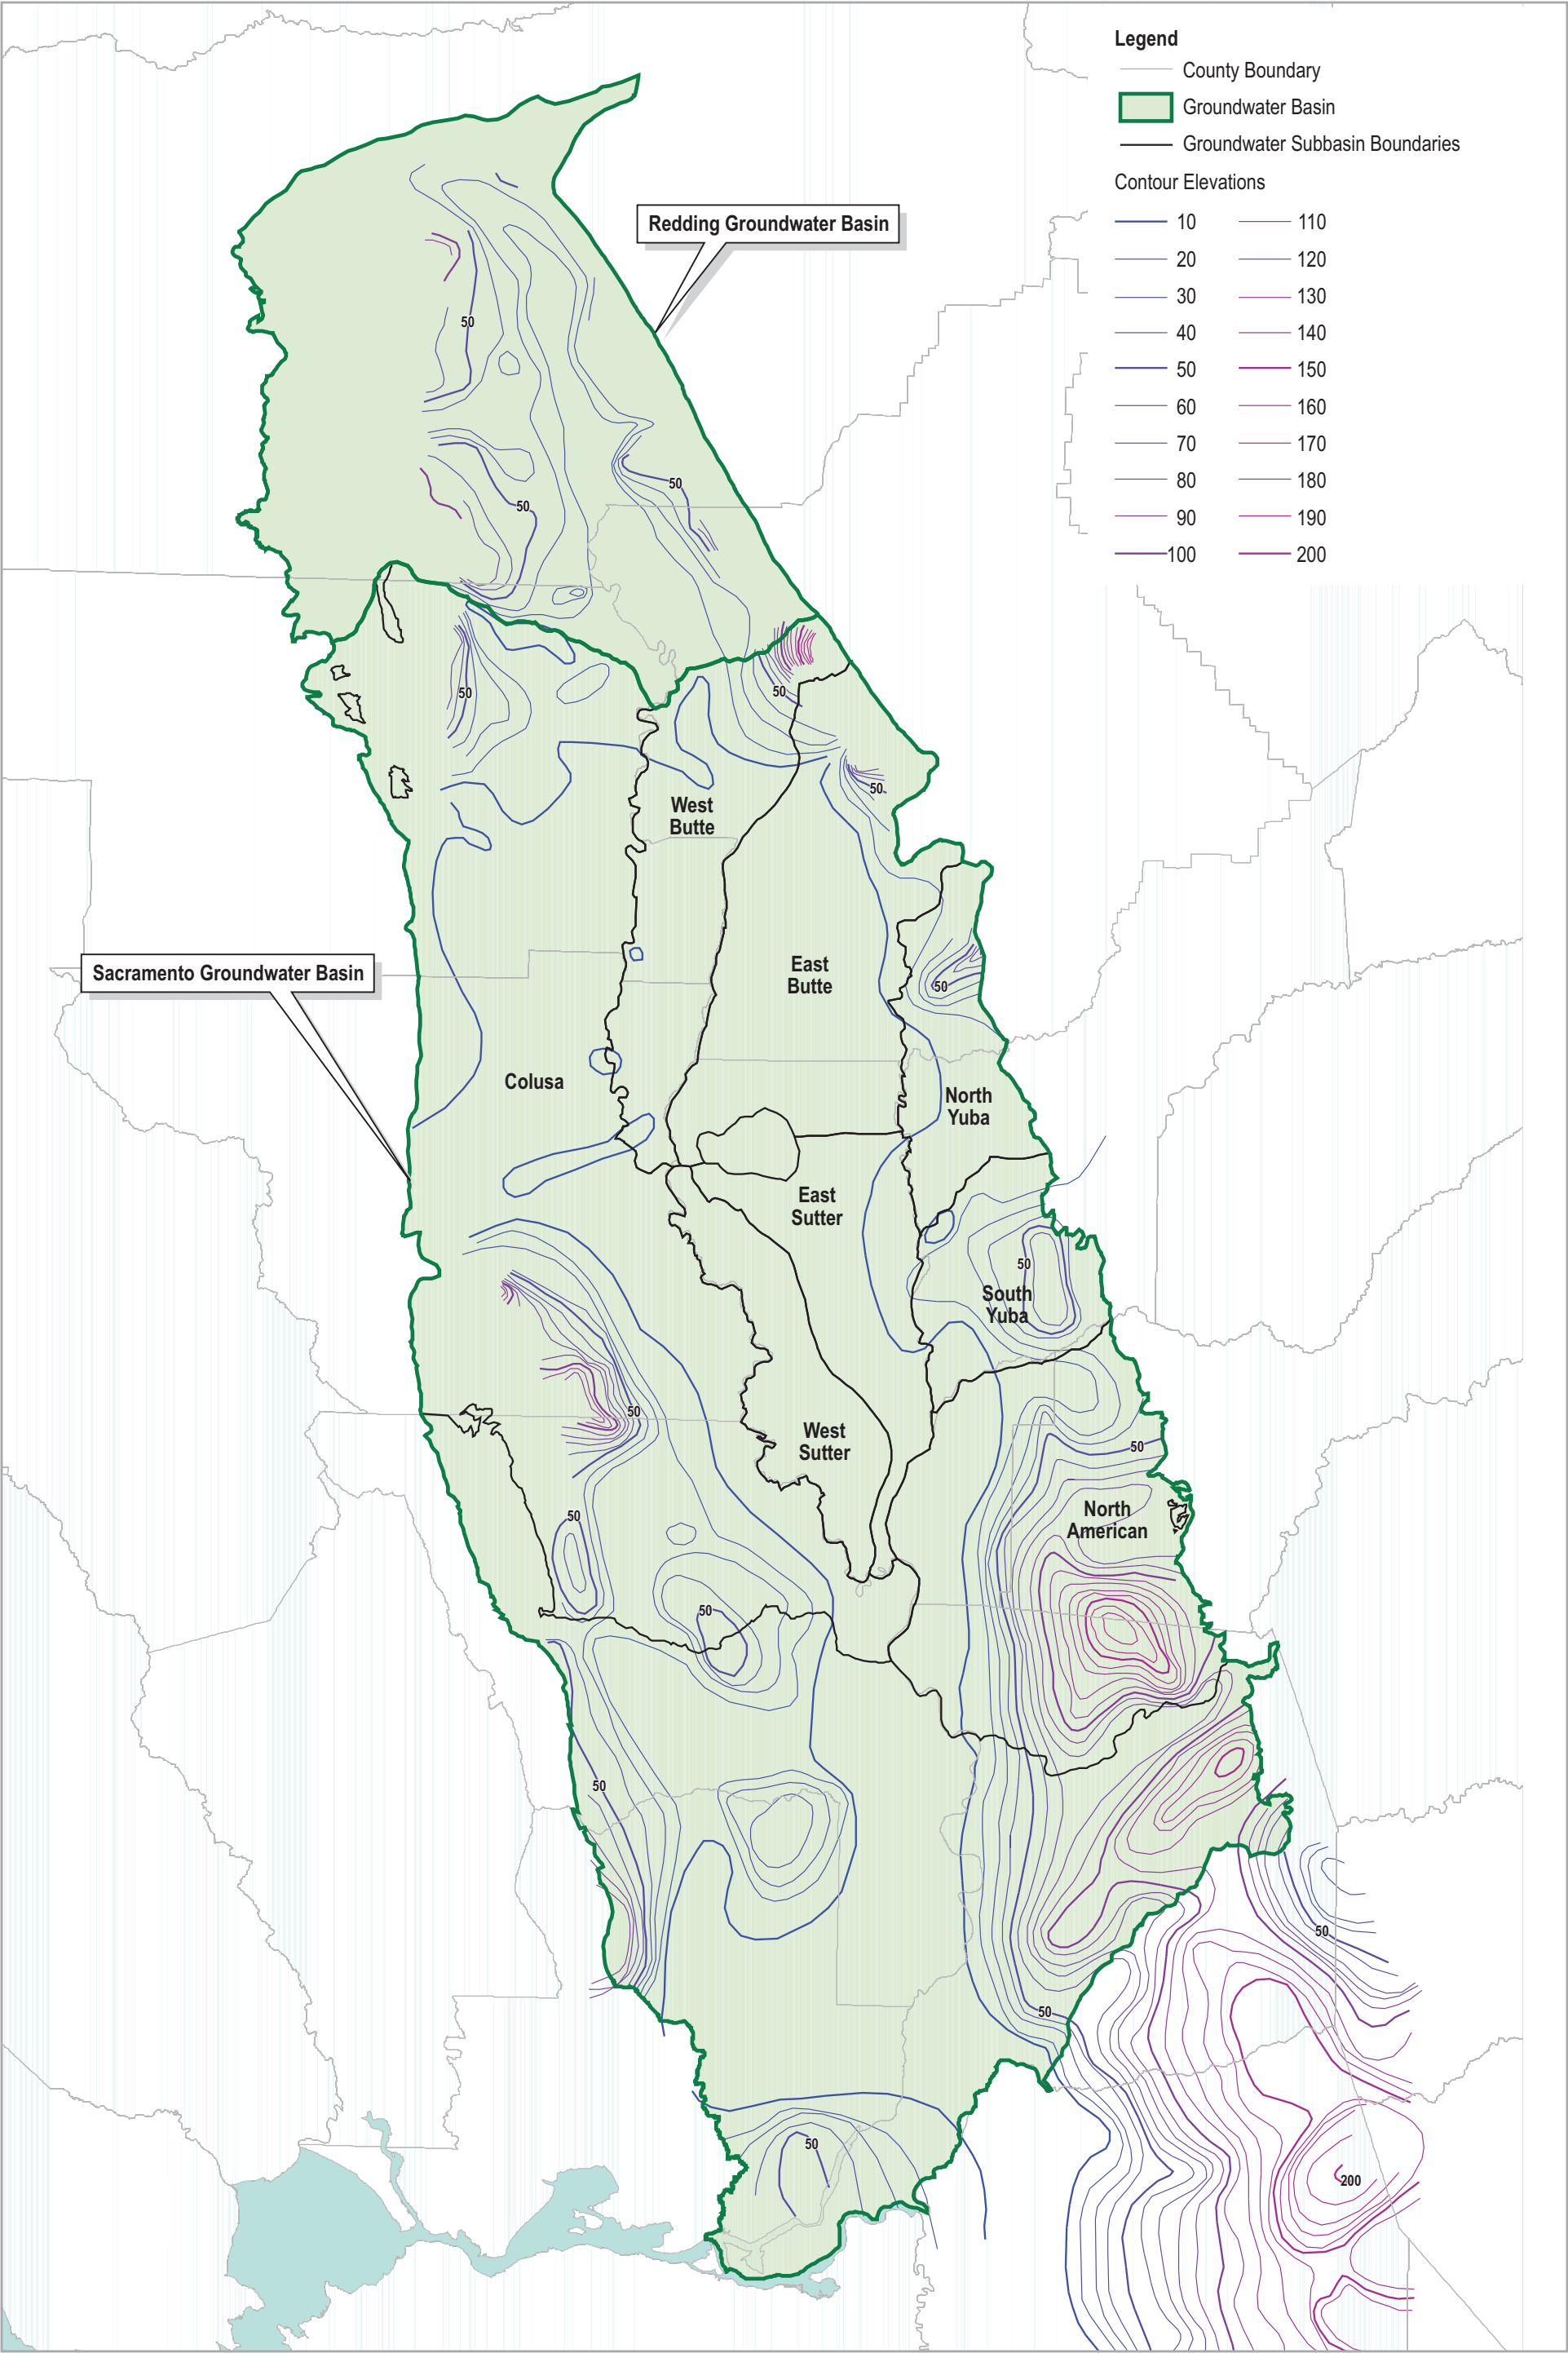 Legend
County Boundary
Groundwater Basin
Groundwater Subbasin Boundaries
Contour Elevations
10 110
20 120
30 130
40 140
50 150
60 160
70 170
80 180
90 190
100 200
Redding Groundwater Basin
50
50
50
50
50
50
West
Butte
Sacramento Groundwater Basin
East
Butte
50
Colusa
North
Yuba
East
Sutter
50
South
Yuba
50
West
Sutter
50
50
North
American
50
50
50
50
50
200